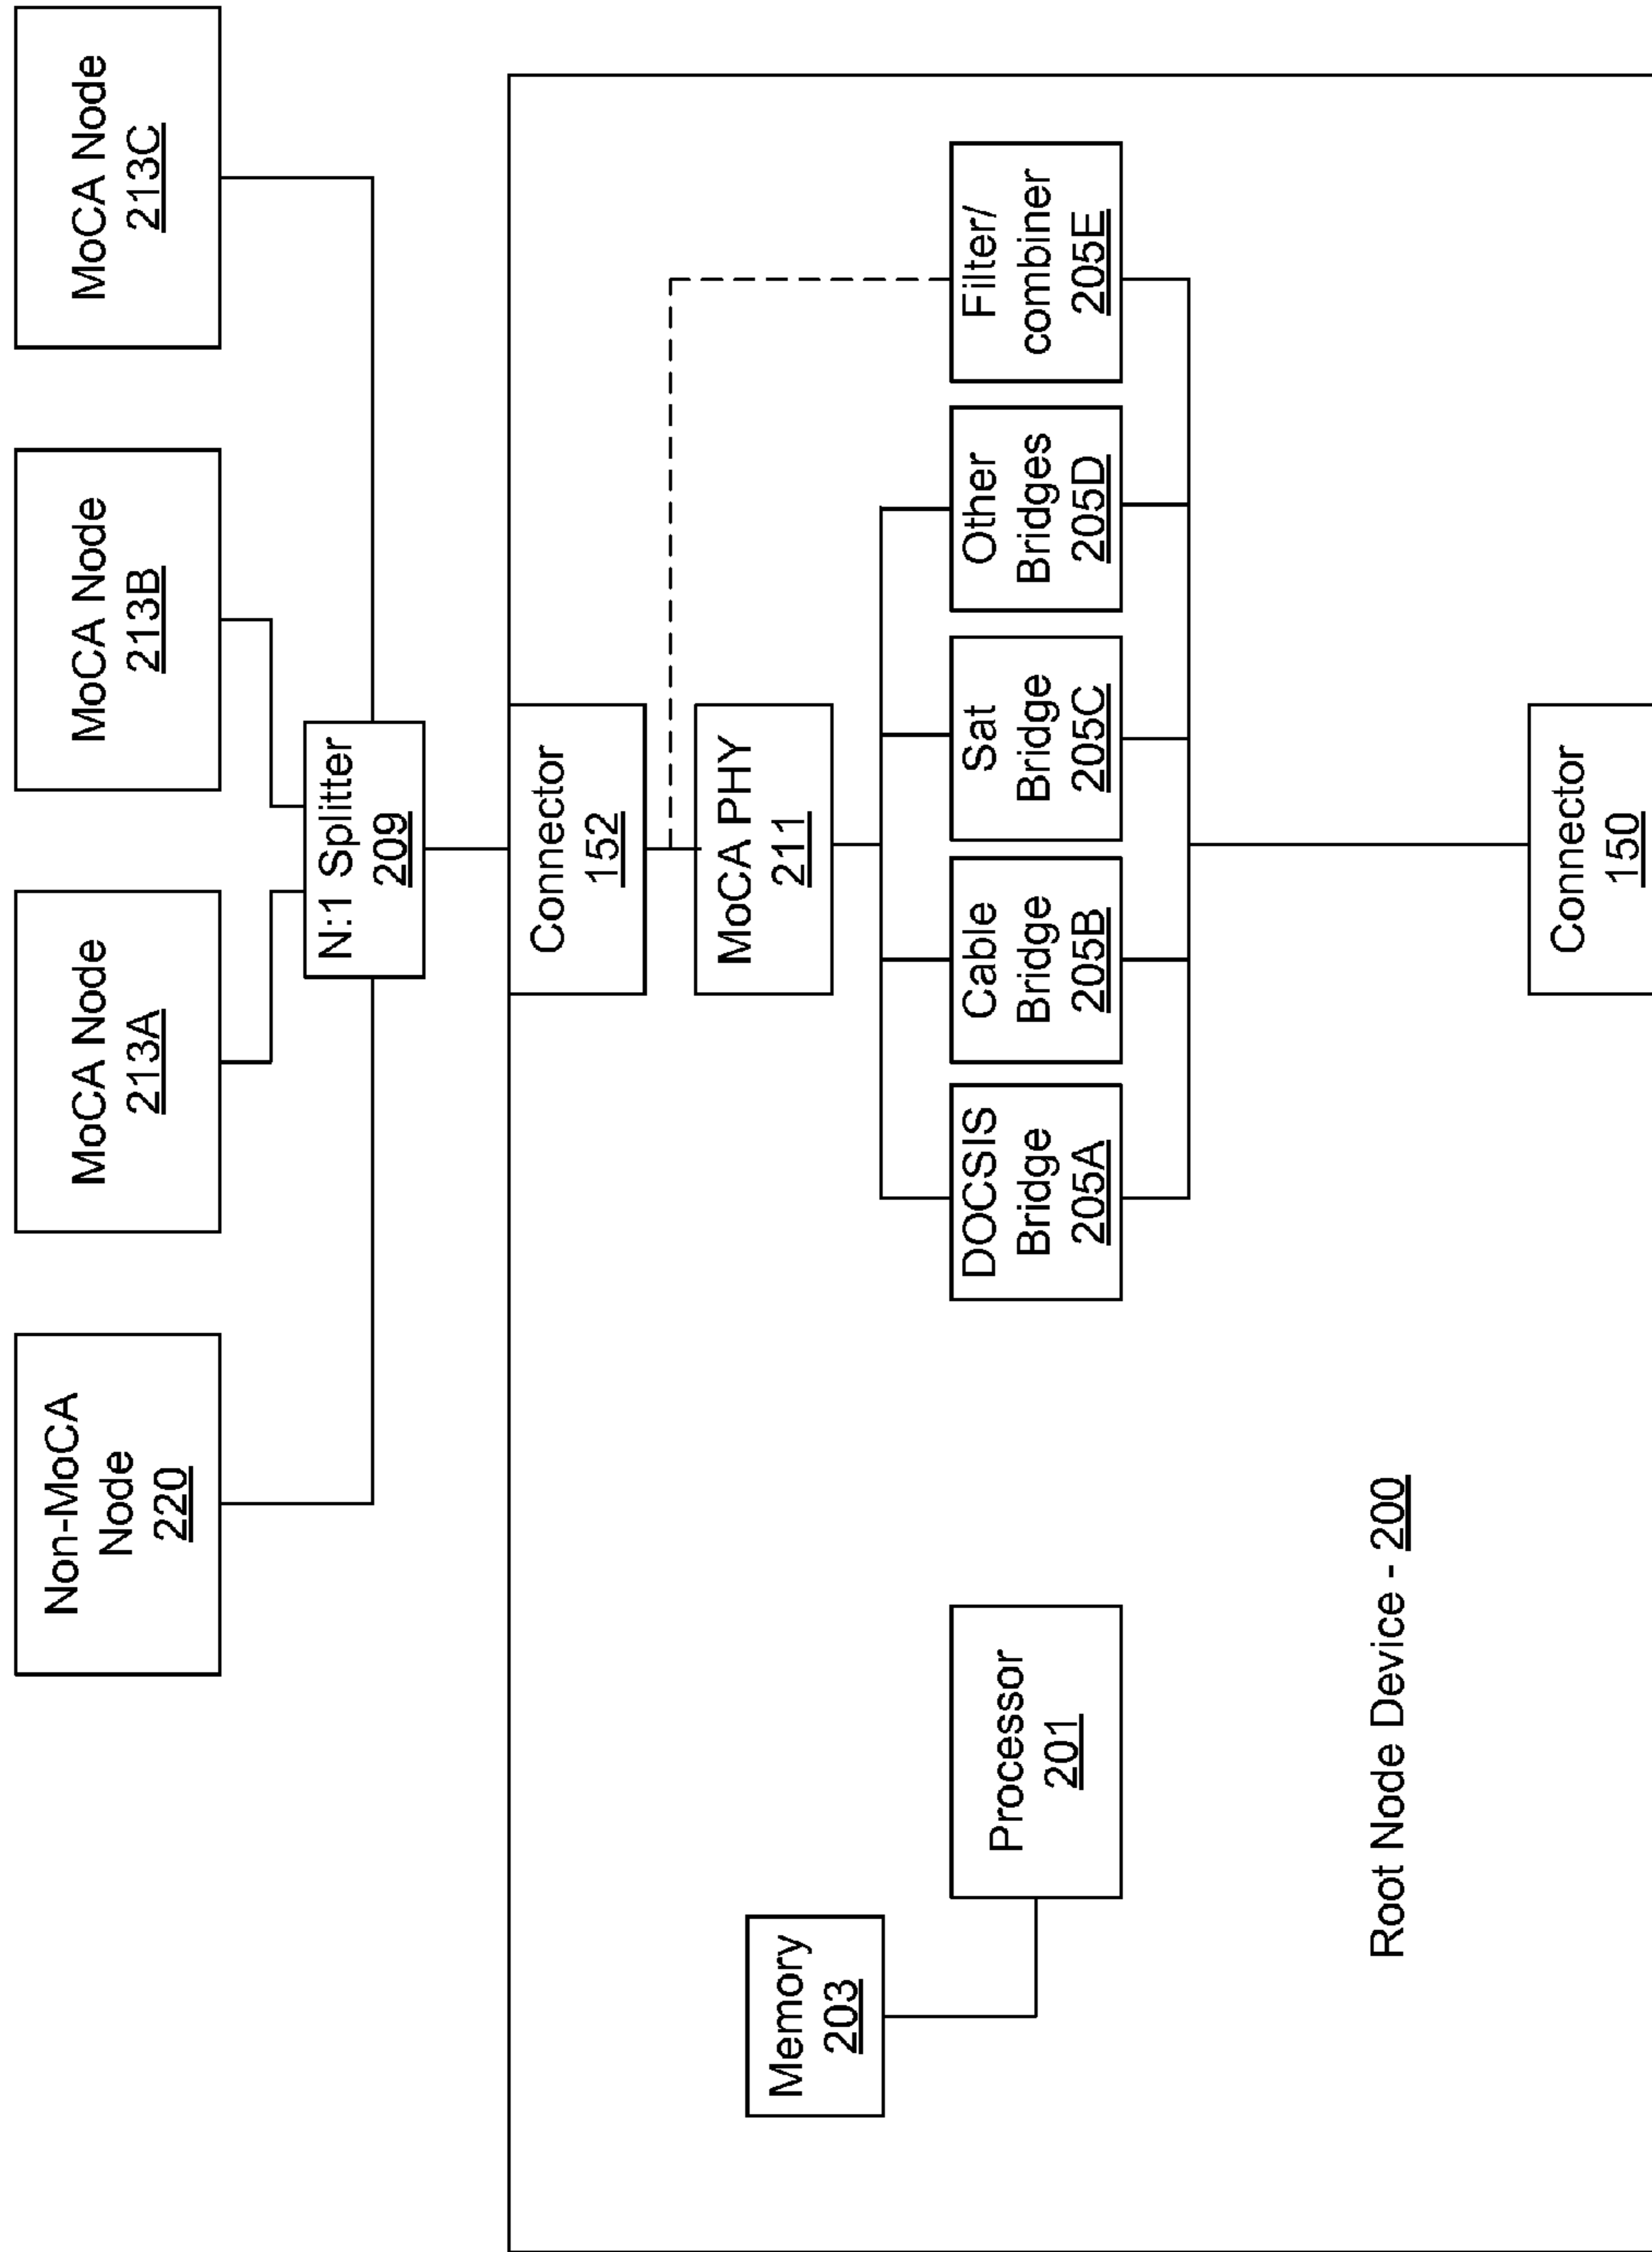 Non-MoCA
Node
220
MoCA Node
213A
MoCA Node
213B
MoCA Node
213C
N:1 Splitter
209
Connector
152
MoCA PHY
211
Memory
203
Processor
201
DOCSIS
Bridge
205A
Cable
Bridge
205B
Sat
Bridge
205C
Other
Bridges
205D
Filter/
combiner
205E
Root Node Device - 200
Connector
150